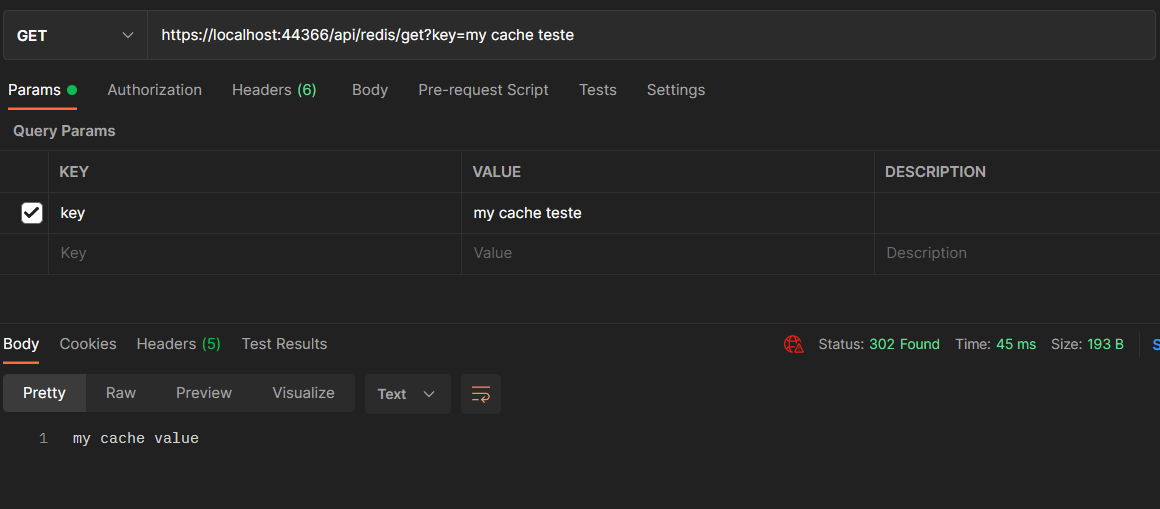 GET https://localhost:44366/api/redis/get?key=my cache teste
Params Authorization Headers (6) Body Pre-request Script Tests Settings
Query Params
KEY VALUE DESCRIPTION
key my cache teste
Key Value Description
Body Cookies Headers (5) Test Results Status: 302 Found Time: 45 ms Size: 193 B S
Pretty Raw Preview Visualize Text
1 my cache value